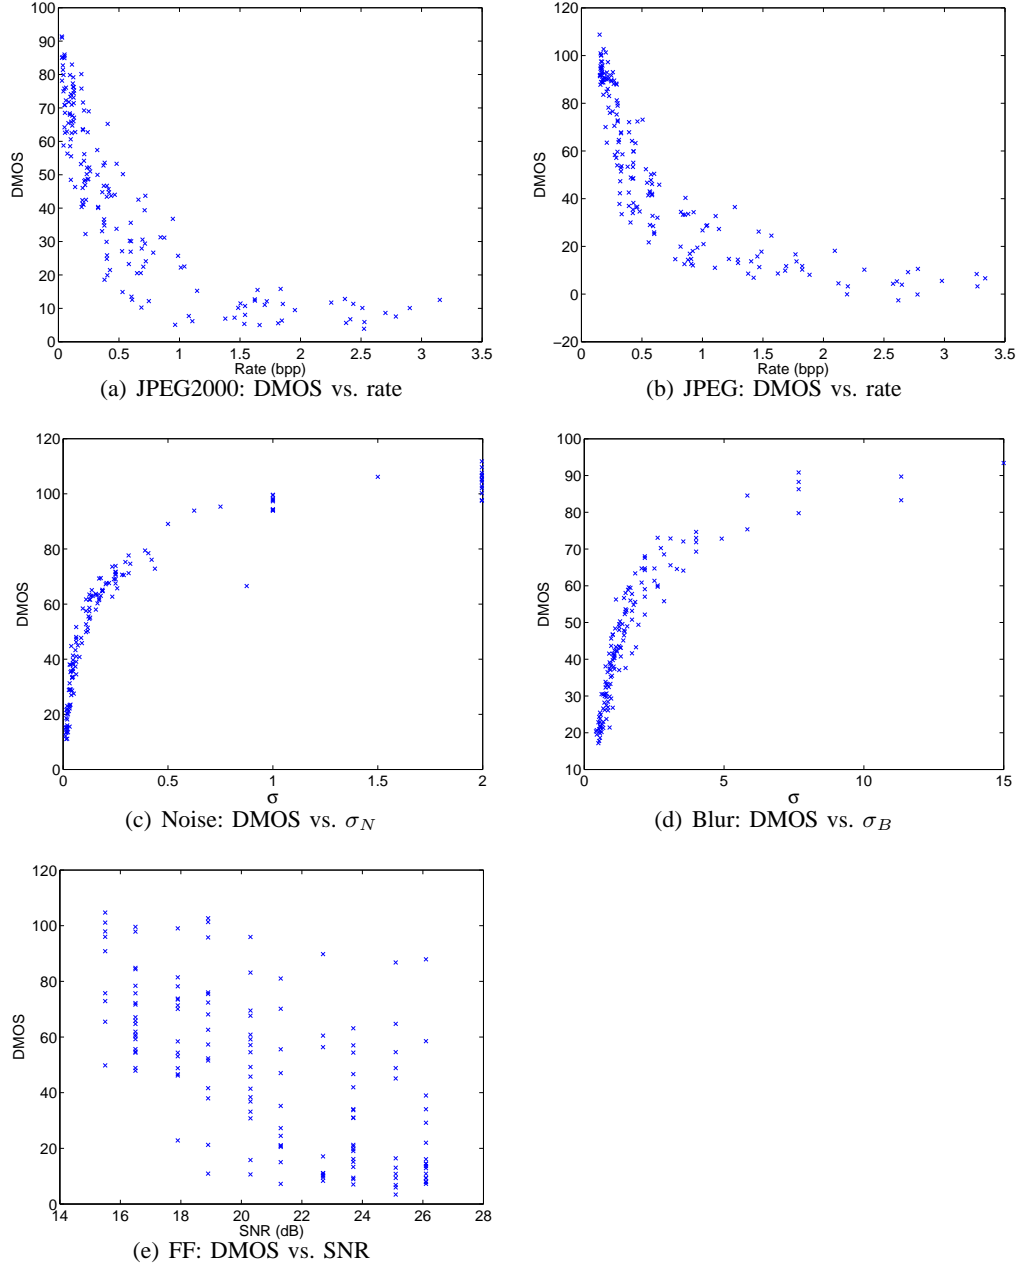 100
90
80
70
60
50
40
30
20
10
0
DMOS
0 0.5 1 1.5 2 2.5 3 3.5
Rate (bpp)
(a) JPEG2000: DMOS vs. rate
120
100
80
60
40
20
0
−20
DMOS
0 0.5 1 1.5 2 2.5 3 3.5
Rate (bpp)
(b) JPEG: DMOS vs. rate
120
100
80
60
40
20
0
DMOS
0 0.5 1 1.5 2
σ
(c) Noise: DMOS vs. σN
100
90
80
70
60
50
40
30
20
10
DMOS
0 5 10 15
σ
(d) Blur: DMOS vs. σB
120
100
80
60
40
20
0
DMOS
14 16 18 20 22 24 26 28
SNR (dB)
(e) FF: DMOS vs. SNR